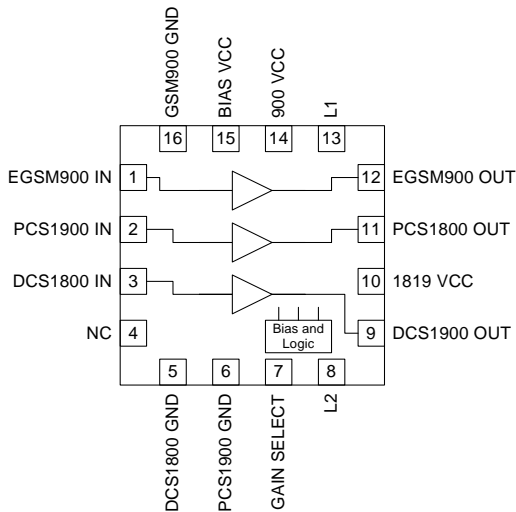 GSM900 GND
BIAS VCC
900 VCC
L1
16
15
14
13
EGSM900 IN
1
12
EGSM900 OUT
PCS1900 IN
2
11
PCS1800 OUT
DCS1800 IN
3
10
1819 VCC
NC
4
Bias and
Logic
9
DCS1900 OUT
5
6
7
8
DCS1800 GND
PCS1900 GND
GAIN SELECT
L2